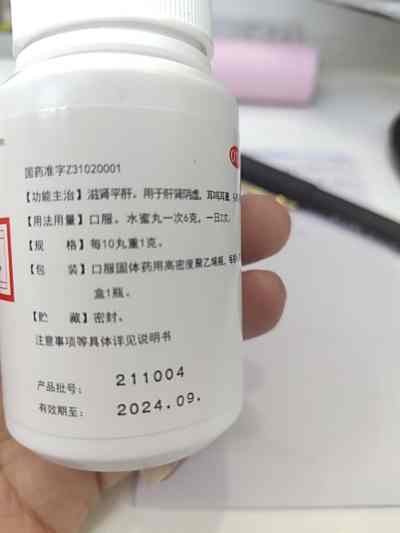 国药准字Z31020001
【功能主治】滋肾平肝。用于肝肾阴虚,耳鸣耳聋,
【用法用量】口服。水蜜丸一次6克,一日2次。
【规　　格】每10丸重1克。
【包　　装】口服固体药用高密度聚乙烯瓶,每
盒1瓶。
【贮　　藏】密封。
注意事项等具体详见说明书
产品批号: 211004
有效期至: 2024.09.